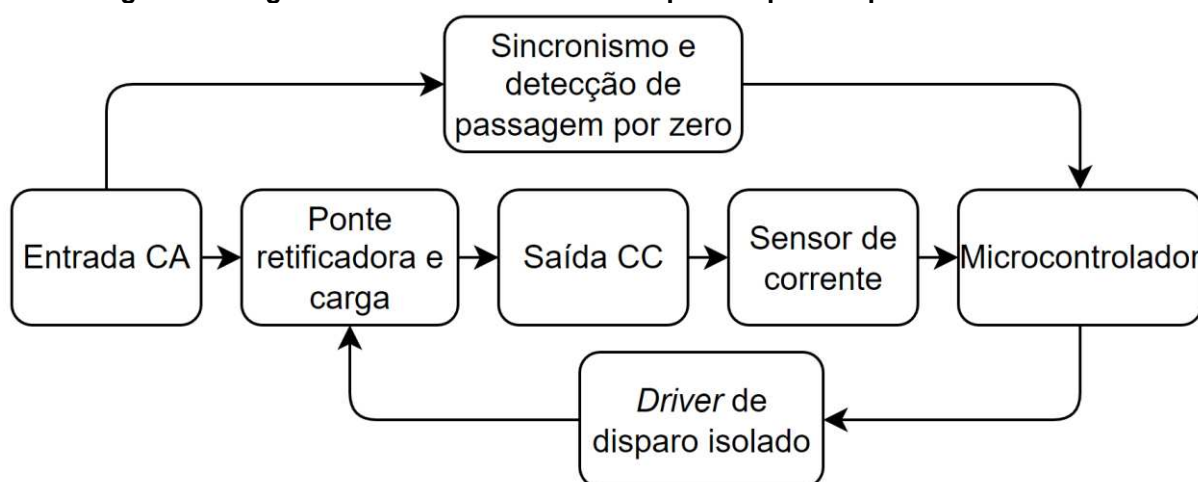 Sincronismo e
detecção de
passagem por zero
Entrada CA
Ponte
retificadora e
carga
Saída CC
Sensor de
corrente
Microcontrolador
Driver de
disparo isolado